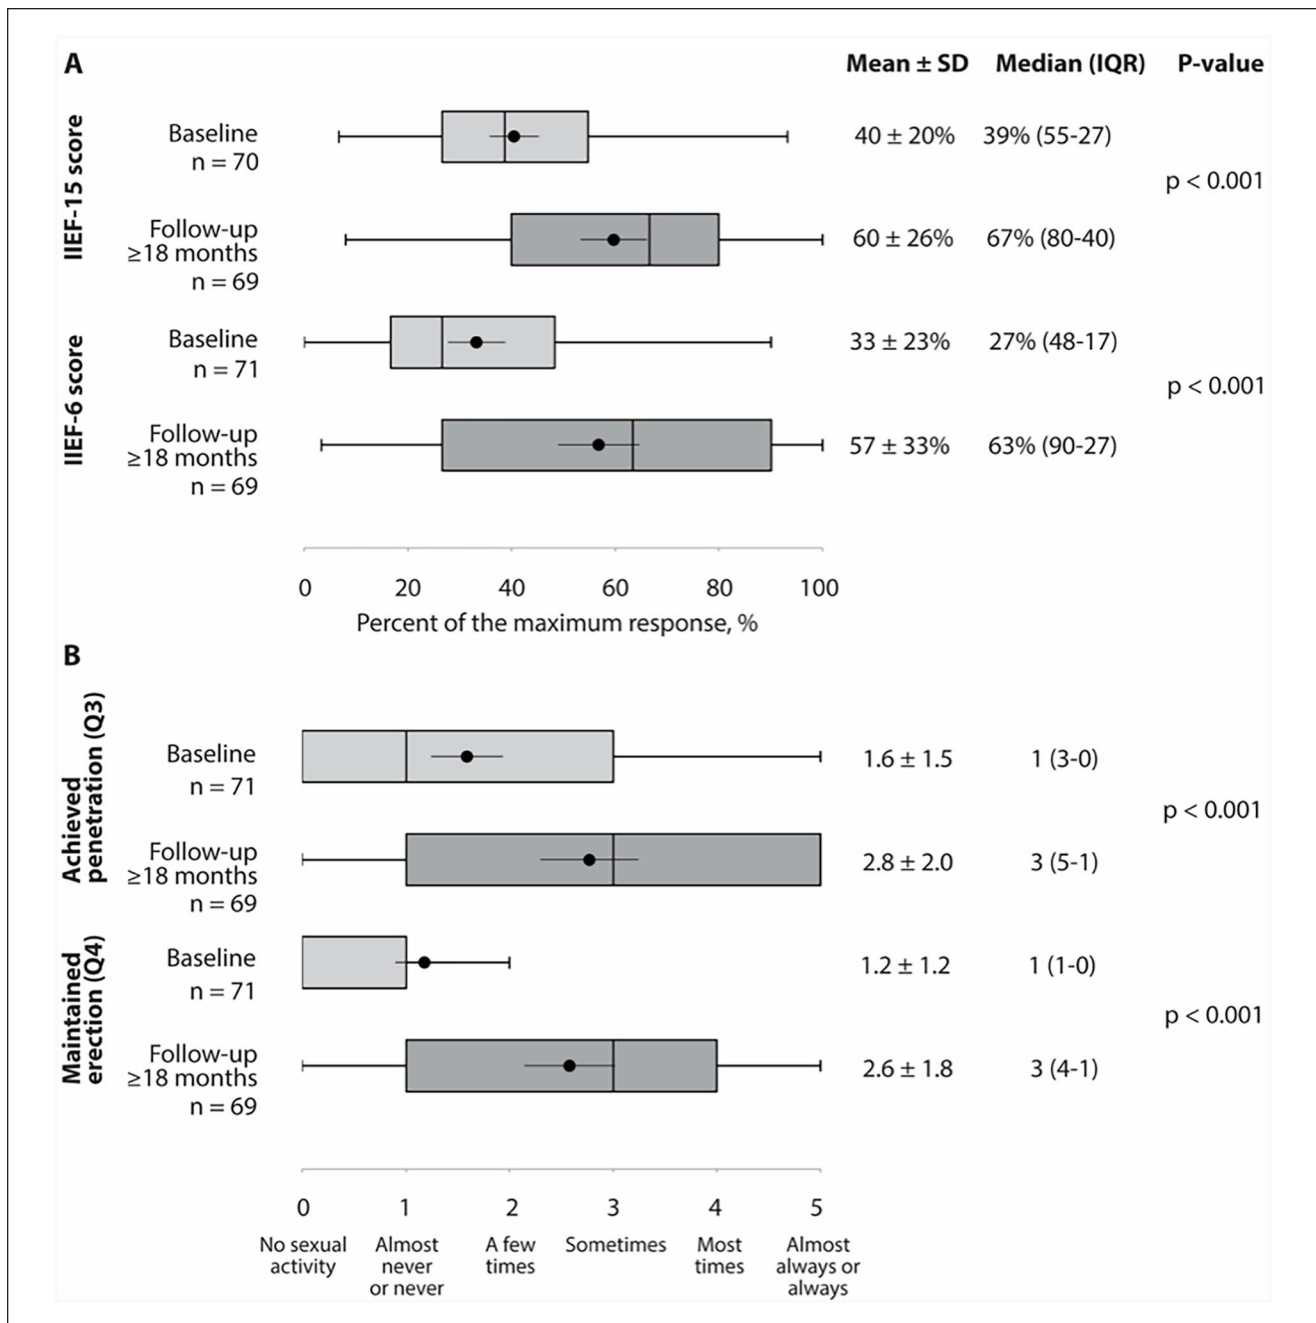 A
Mean ± SD Median (IQR) P-value
IIEF-15 score
Baseline
n = 70
40 ± 20% 39% (55-27)
p < 0.001
Follow-up
≥18 months
n = 69
60 ± 26% 67% (80-40)
IIEF-6 score
Baseline
n = 71
33 ± 23% 27% (48-17)
p < 0.001
Follow-up
≥18 months
n = 69
57 ± 33% 63% (90-27)
0 20 40 60 80 100
Percent of the maximum response, %
B
Achieved
penetration (Q3)
Baseline
n = 71
1.6 ± 1.5 1 (3-0)
p < 0.001
Follow-up
≥18 months
n = 69
2.8 ± 2.0 3 (5-1)
Maintained
erection (Q4)
Baseline
n = 71
1.2 ± 1.2 1 (1-0)
p < 0.001
Follow-up
≥18 months
n = 69
2.6 ± 1.8 3 (4-1)
0 1 2 3 4 5
No sexual
activity
Almost
never
or never
A few
times
Sometimes
Most
times
Almost
always or
always